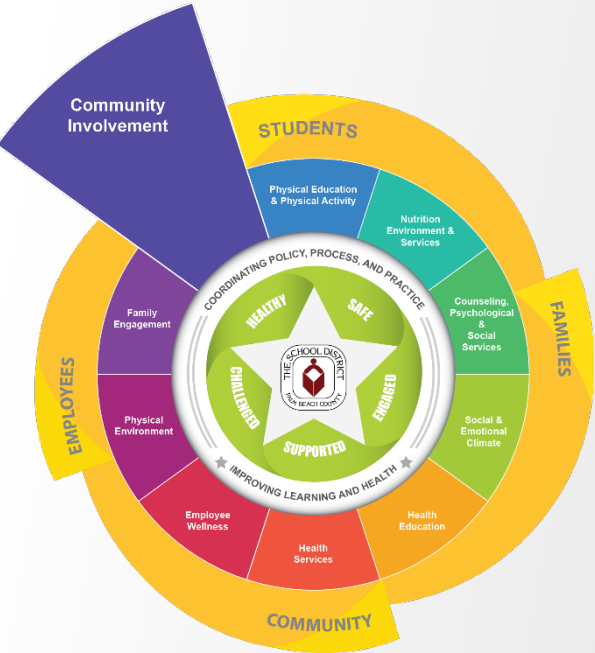 Community
Involvement
STUDENTS
Physical Education
& Physical Activity
Nutrition
Environment &
Services
Counseling,
Psychological
&
Social
Services
FAMILIES
Social &
Emotional
Climate
Health
Education
Health
Services
COMMUNITY
Employee
Wellness
Physical
Environment
EMPLOYEES
Family
Engagement
COORDINATING POLICY, PROCESS, AND PRACTICE
HEALTHY
SAFE
ENGAGED
SUPPORTED
CHALLENGED
THE SCHOOL DISTRICT
PALM BEACH COUNTY
IMPROVING LEARNING AND HEALTH